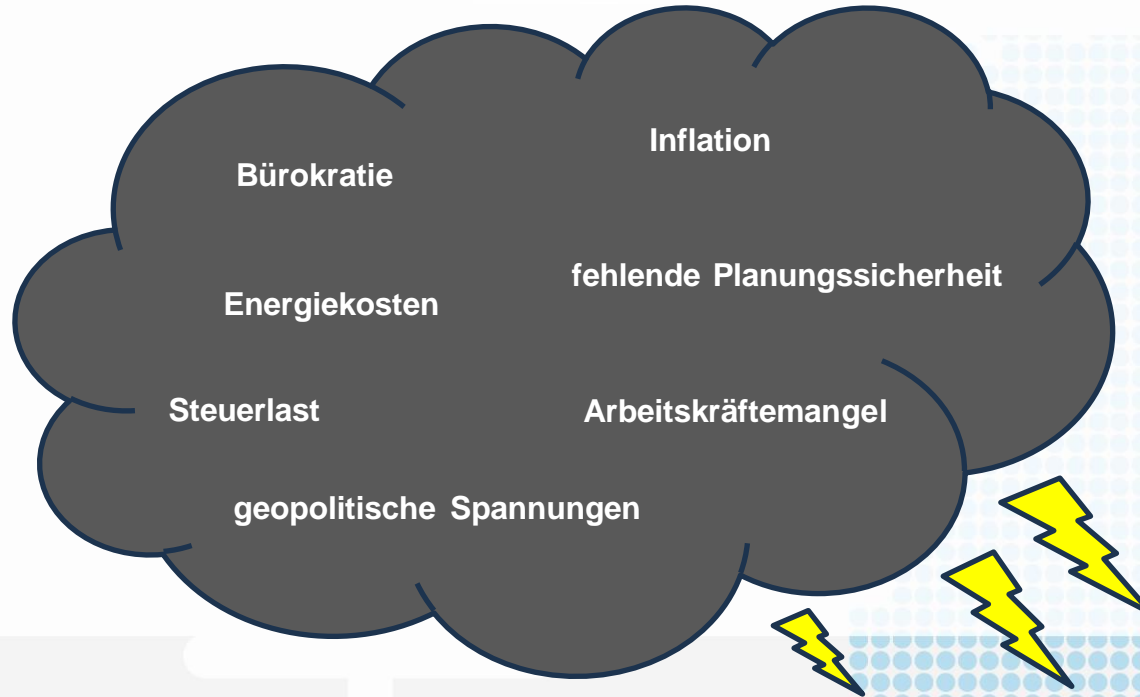 Inflation
Bürokratie
fehlende Planungssicherheit
Energiekosten
Steuerlast
Arbeitskräftemangel
geopolitische Spannungen